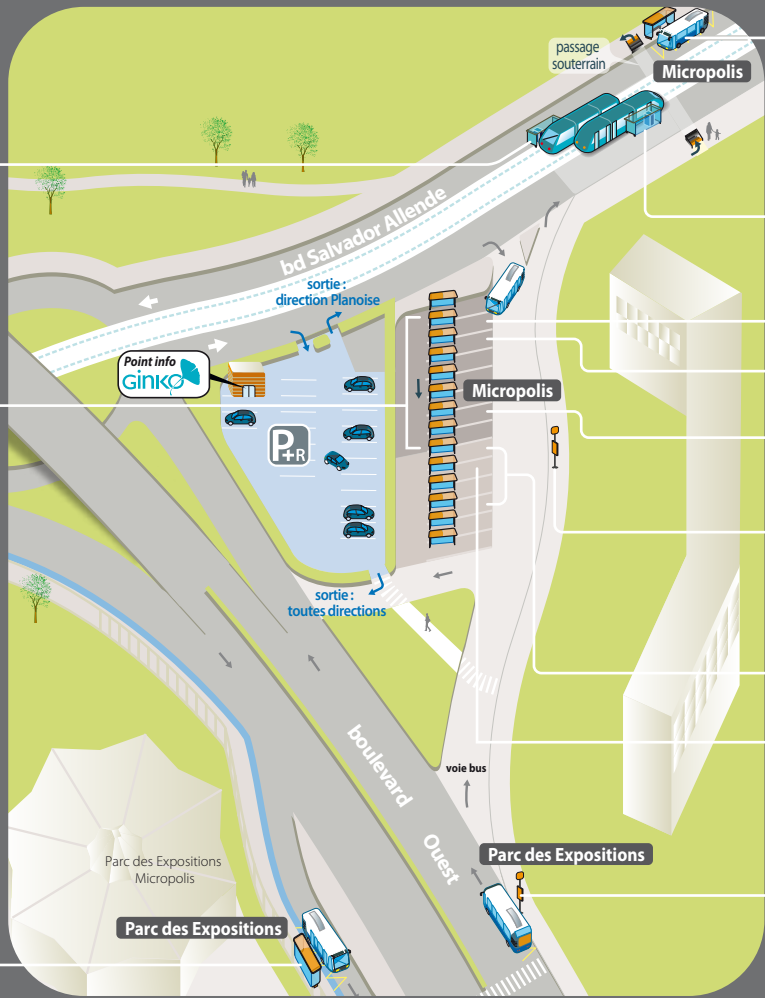 passage
souterrain
Micropolis
bd Salvador Allende
sortie :
direction Planoise
Point info
GINKO
Micropolis
P+R
sortie :
toutes directions
boulevard
Ouest
voie bus
Parc des Expositions
Parc des Expositions
Micropolis
Parc des Expositions